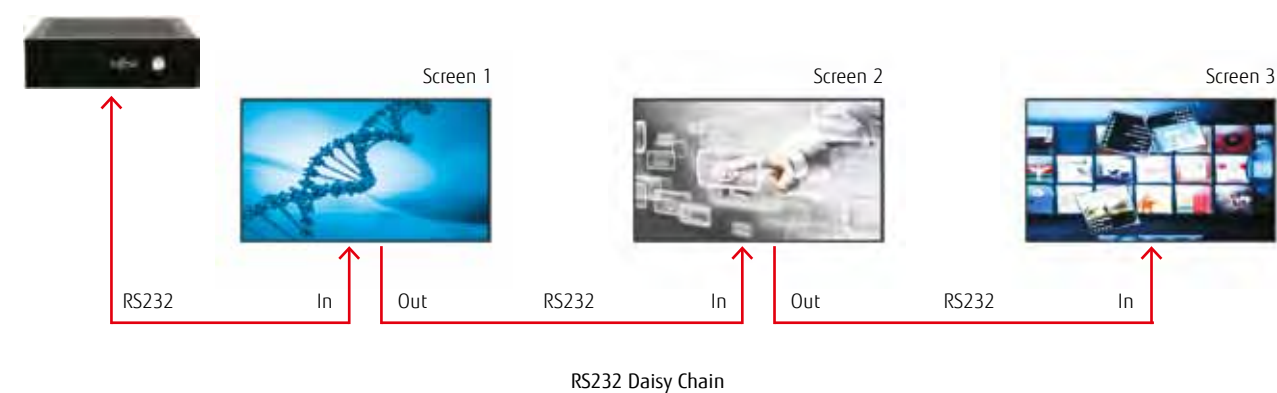 Screen 1
Screen 2
Screen 3
RS232
In
Out
RS232
In
Out
RS232
In
RS232 Daisy Chain